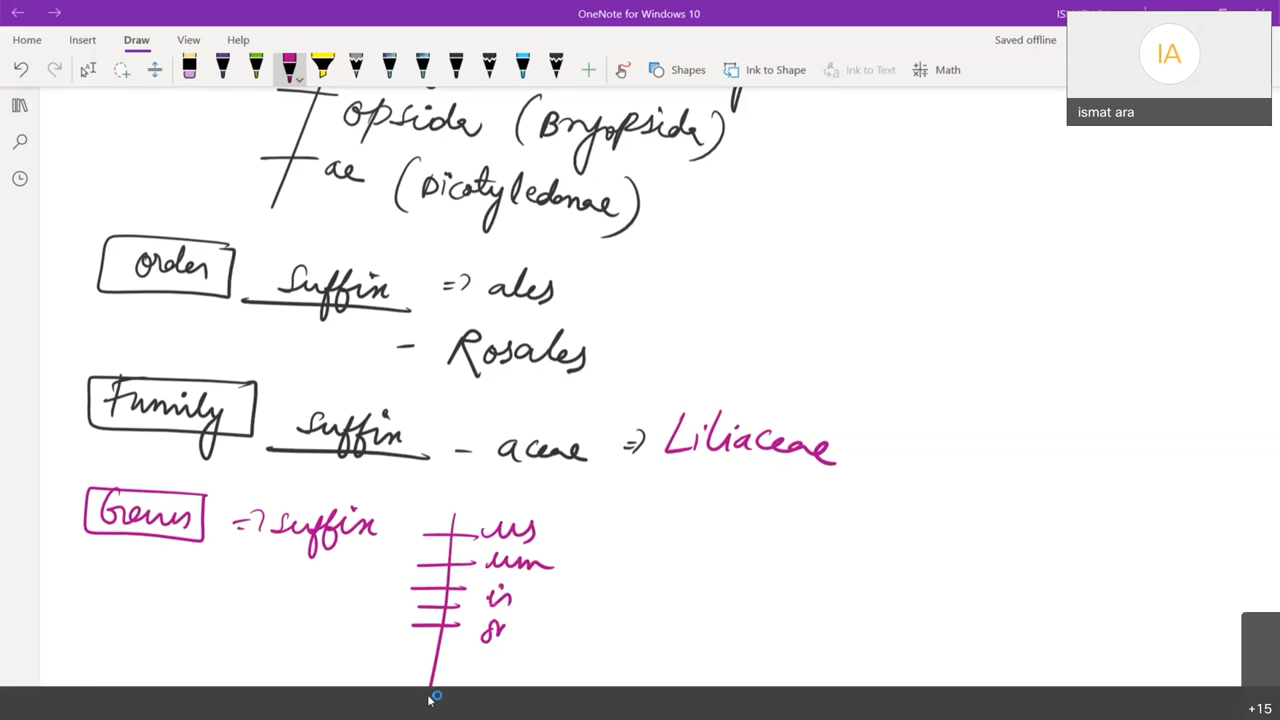 OneNote for Windows 10
Home Insert Draw View Help
Saved offline
IA
Shapes Ink to Shape Ink to Text Math
ismat ara
opsida (Bryopsida)
ae (Dicotyledonae)
Order Suffix => ales
- Rosales
Family Suffix - aceae => Liliaceae
Genus => Suffix us
um
is
+15